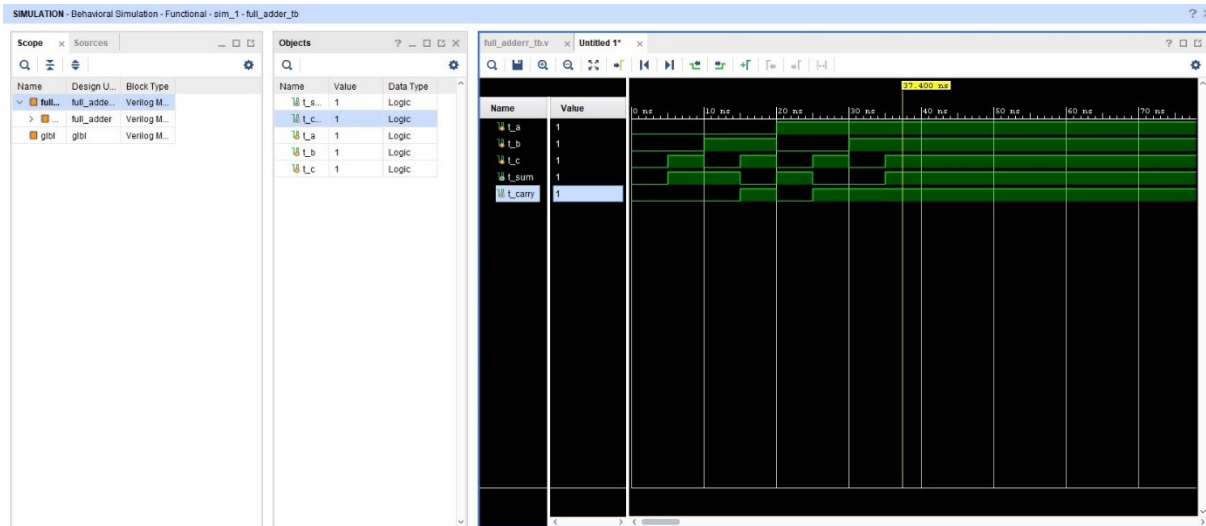 SIMULATION - Behavioral Simulation - Functional - sim_1 - full_adder_tb
Scope
Sources
Name Design U... Block Type
full... full_adde... Verilog M...
... full_adder Verilog M...
glbl glbl Verilog M...
Objects
Name Value Data Type
t_s... 1 Logic
t_c... 1 Logic
t_a 1 Logic
t_b 1 Logic
t_c 1 Logic
full_adderr_tb.v
Untitled 1*
37.400 ns
Name Value
0 ns 10 ns 20 ns 30 ns 40 ns 50 ns 60 ns 70 ns
t_a 1
t_b 1
t_c 1
t_sum 1
t_carry 1